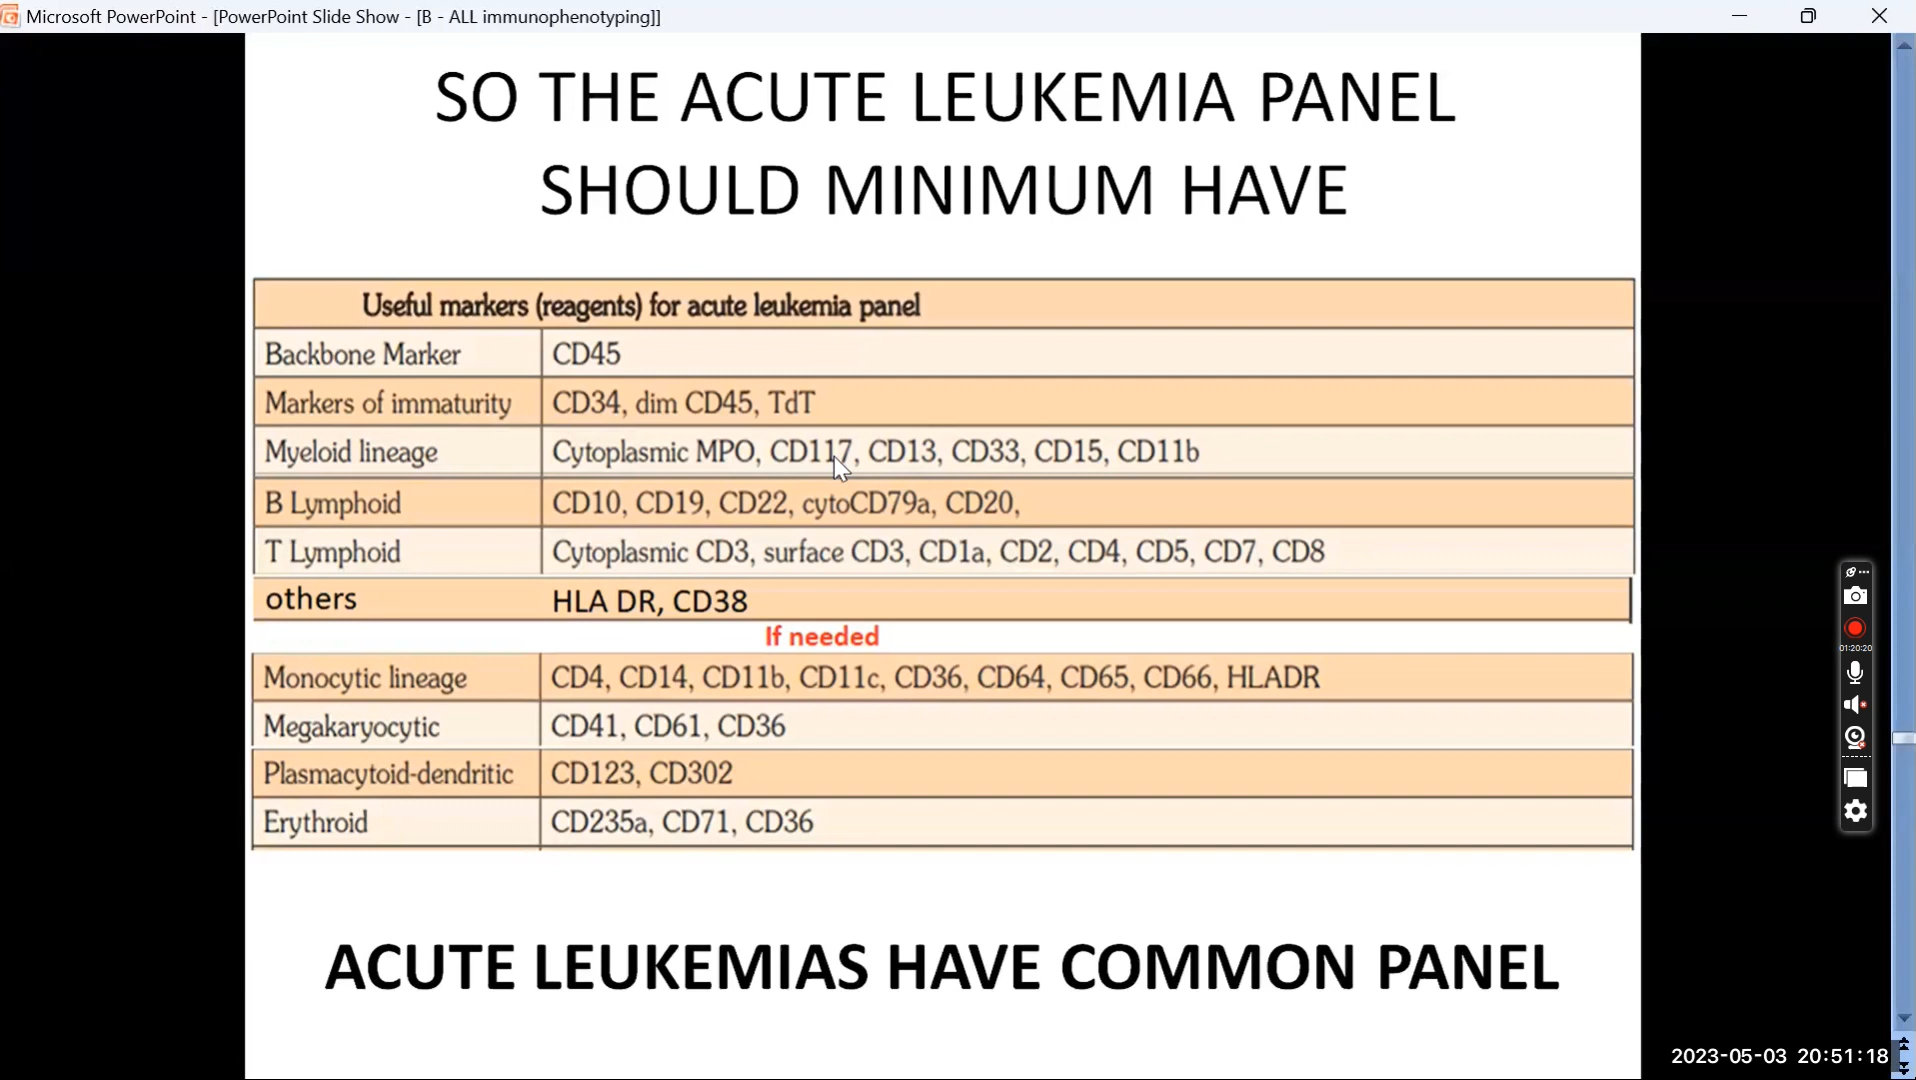 Microsoft PowerPoint - [PowerPoint Slide Show - [B - ALL immunophenotyping]]
SO THE ACUTE LEUKEMIA PANEL
SHOULD MINIMUM HAVE
Useful markers (reagents) for acute leukemia panel
Backbone Marker CD45
Markers of immaturity CD34, dim CD45, TdT
Myeloid lineage Cytoplasmic MPO, CD117, CD13, CD33, CD15, CD11b
B Lymphoid CD10, CD19, CD22, cytoCD79a, CD20,
T Lymphoid Cytoplasmic CD3, surface CD3, CD1a, CD2, CD4, CD5, CD7, CD8
others HLA DR, CD38
If needed
Monocytic lineage CD4, CD14, CD11b, CD11c, CD36, CD64, CD65, CD66, HLADR
Megakaryocytic CD41, CD61, CD36
Plasmacytoid-dendritic CD123, CD302
Erythroid CD235a, CD71, CD36
ACUTE LEUKEMIAS HAVE COMMON PANEL
01:20:20
2023-05-03 20:51:18